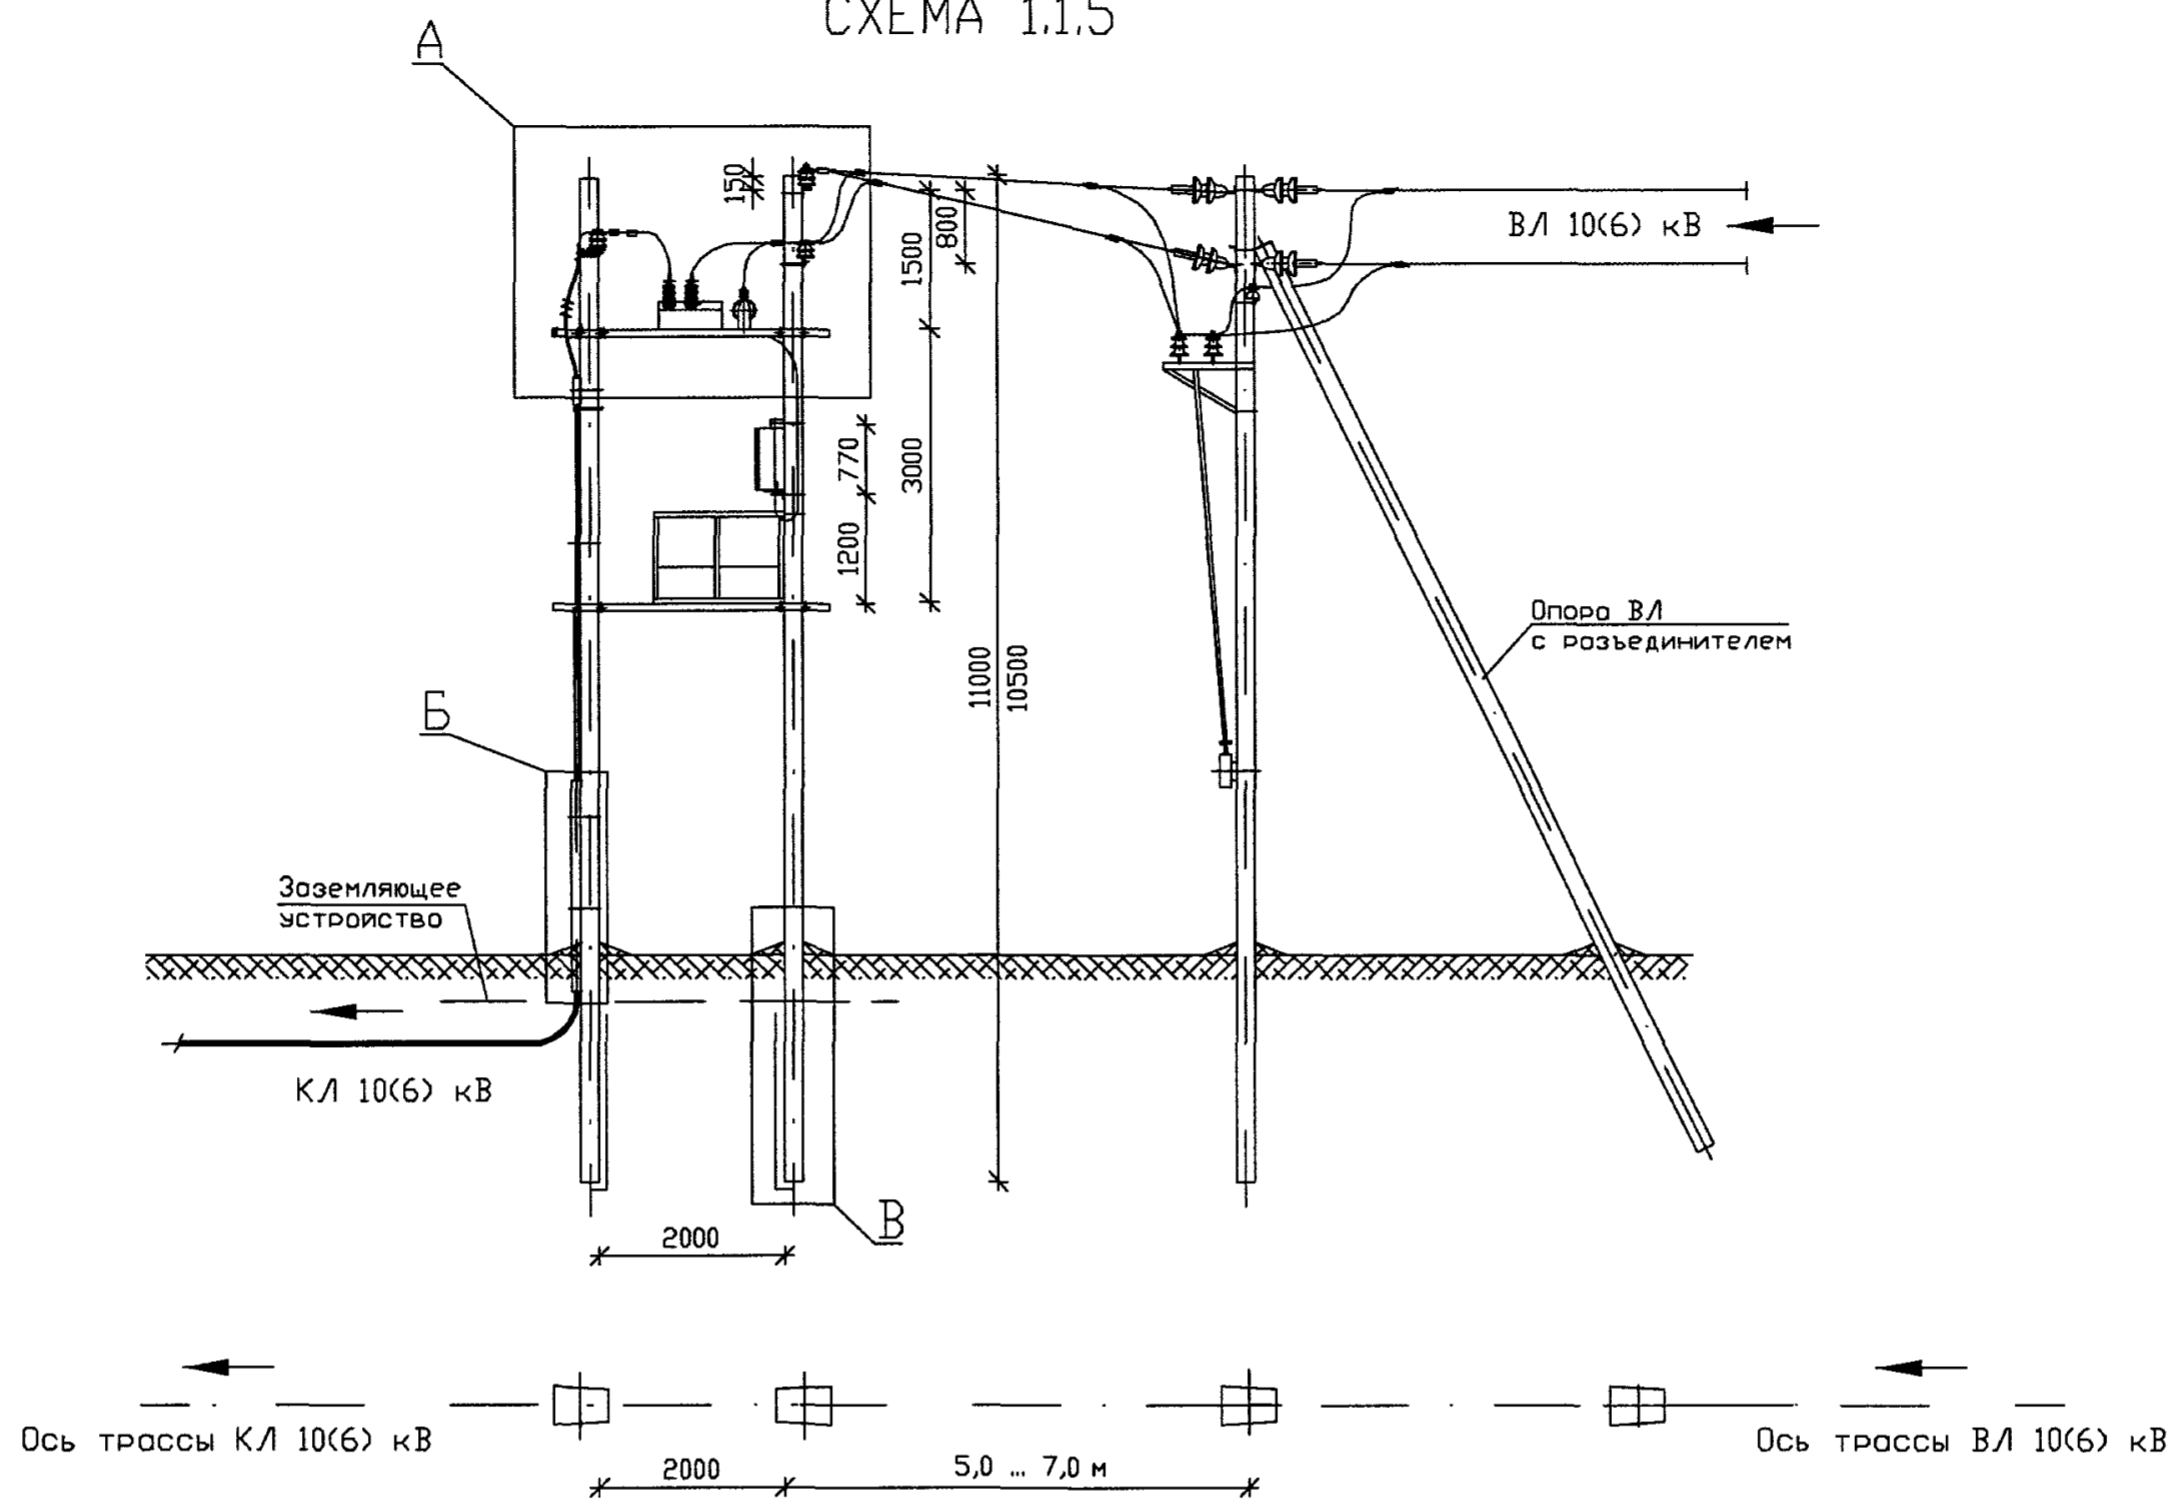 СХЕМА 1.1.5
А
150
ВЛ 10(6) кВ
800
1500
770
3000
1200
Опора ВЛ
с разъединителем
11000
10500
Б
Заземляющее
устройство
КЛ 10(6) кВ
В
2000
Ось трассы КЛ 10(6) кВ
Ось трассы ВЛ 10(6) кВ
2000
5,0 ... 7,0 м